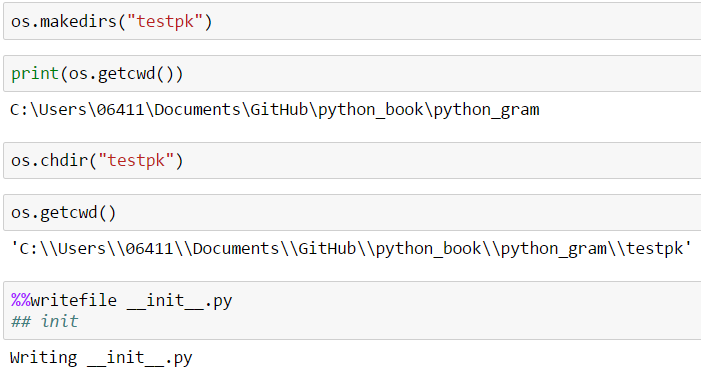 os.makedirs("testpk")
print(os.getcwd())
C:\Users\06411\Documents\GitHub\python_book\python_gram
os.chdir("testpk")
os.getcwd()
'C:\\Users\\06411\\Documents\\GitHub\\python_book\\python_gram\\testpk'
%%writefile __init__.py
## init
Writing __init__.py